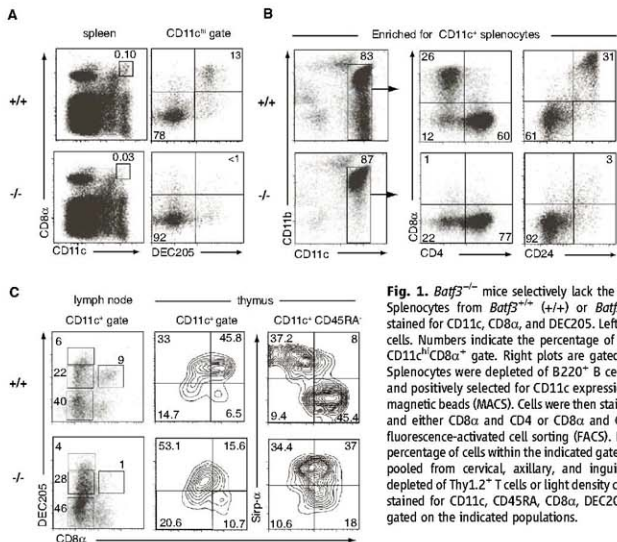 A
spleen CD11c^hi gate
0.10 13
+/+
78
0.03 <1
-/-
92
CD8α
CD11c DEC205
B
Enriched for CD11c⁺ splenocytes
83 26 31
+/+
12 60 61
87 1 3
-/-
22 77 92
CD11b CD8α
CD11c CD4 CD24
C
lymph node thymus
CD11c⁺ gate CD11c⁺ gate CD11c⁺ CD45RA⁻
6 33 45.8 37.2 8
+/+
22 9
40 14.7 6.5 9.4 45.4
4 53.1 15.6 34.4 37
-/-
28 1
46 20.6 10.7 10.6 18
DEC205 Sirp-α
CD8α
Fig. 1. Batf3⁻/⁻ mice selectively lack the
Splenocytes from Batf3⁺/⁺ (+/+) or Batf
stained for CD11c, CD8α, and DEC205. Left
cells. Numbers indicate the percentage of
CD11c^hiCD8α⁺ gate. Right plots are gated
Splenocytes were depleted of B220⁺ B ce
and positively selected for CD11c expression
magnetic beads (MACS). Cells were then stai
and either CD8α and CD4 or CD8α and
fluorescence-activated cell sorting (FACS).
percentage of cells within the indicated gate
pooled from cervical, axillary, and ingui
depleted of Thy1.2⁺ T cells or light density c
stained for CD11c, CD45RA, CD8α, DEC20
gated on the indicated populations.